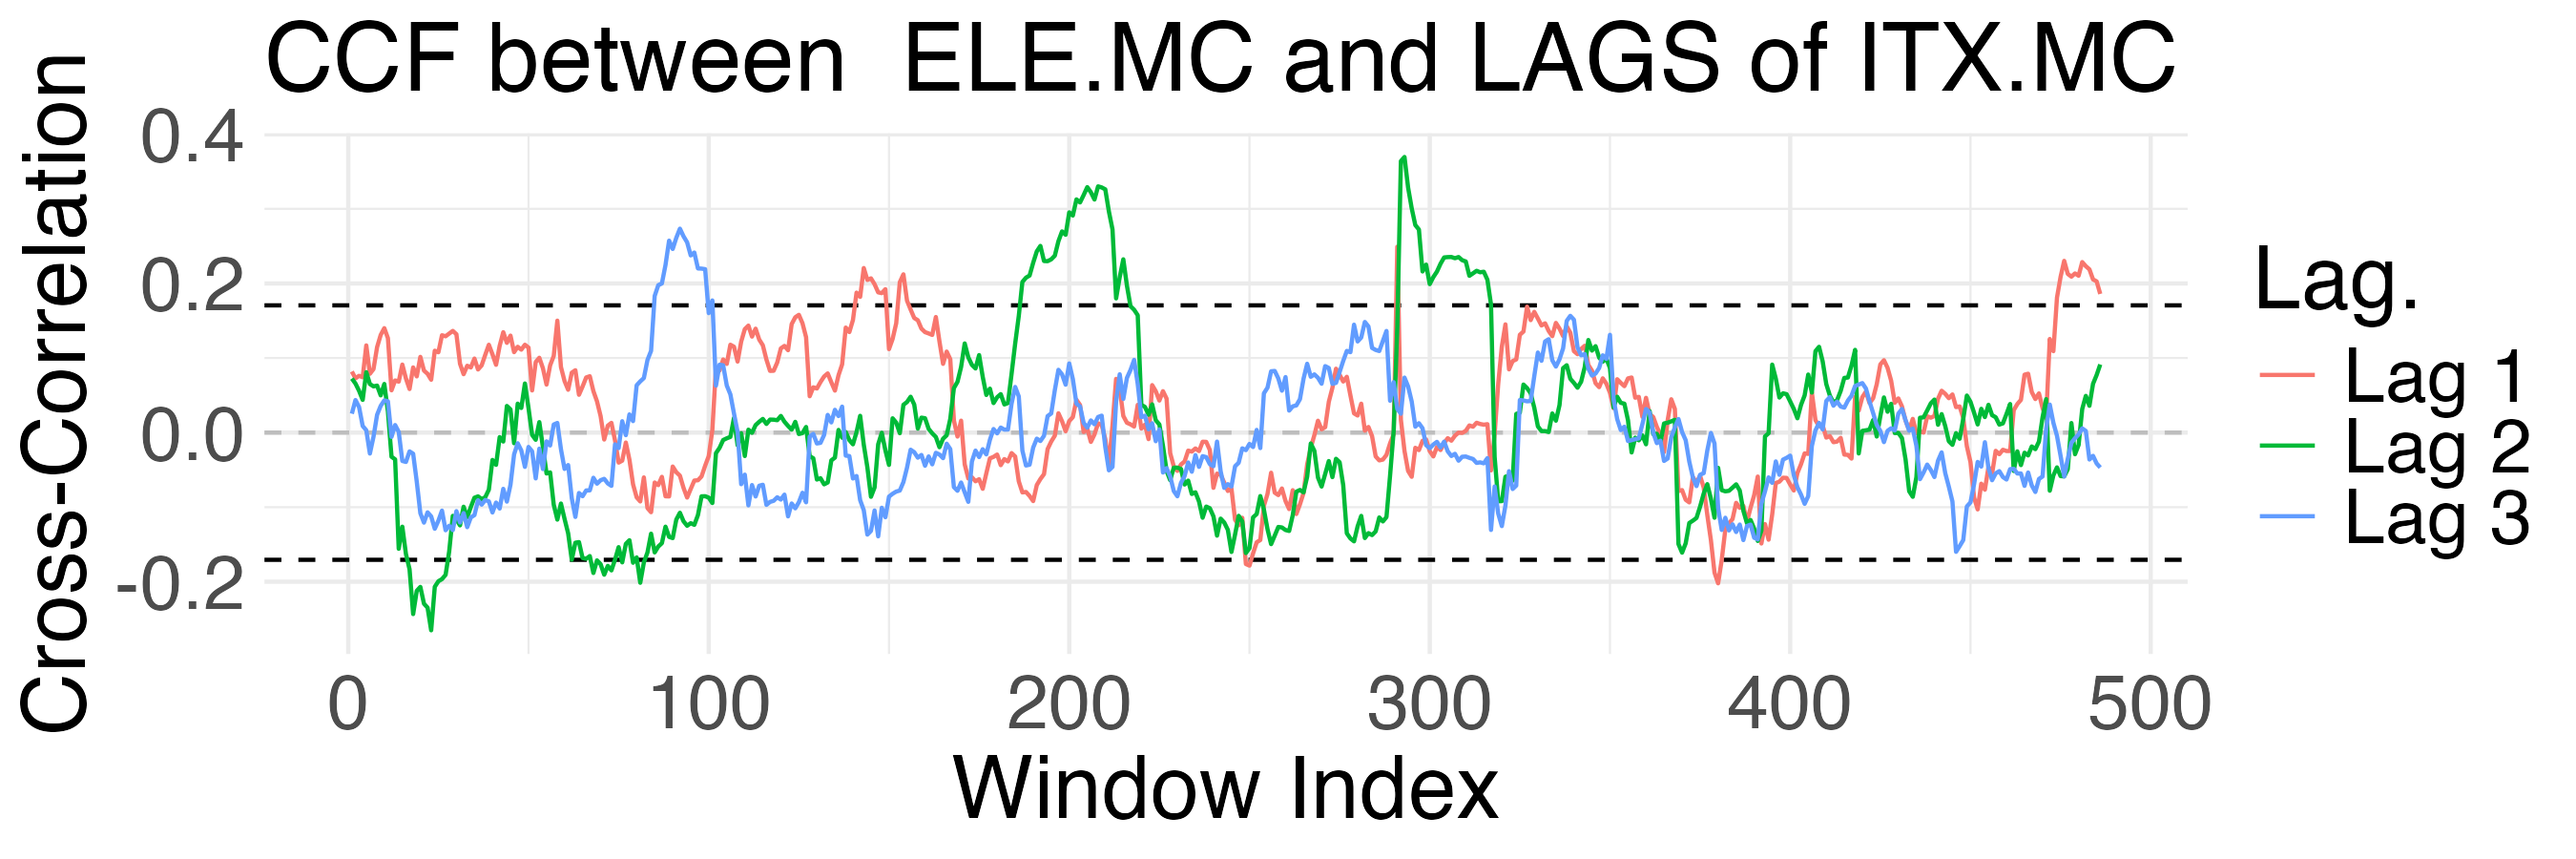 CCF between  ELE.MC and LAGS of ITX.MC
Cross-Correlation
0.4
0.2
0.0
-0.2
0 100 200 300 400 500
Window Index
Lag.
Lag 1
Lag 2
Lag 3